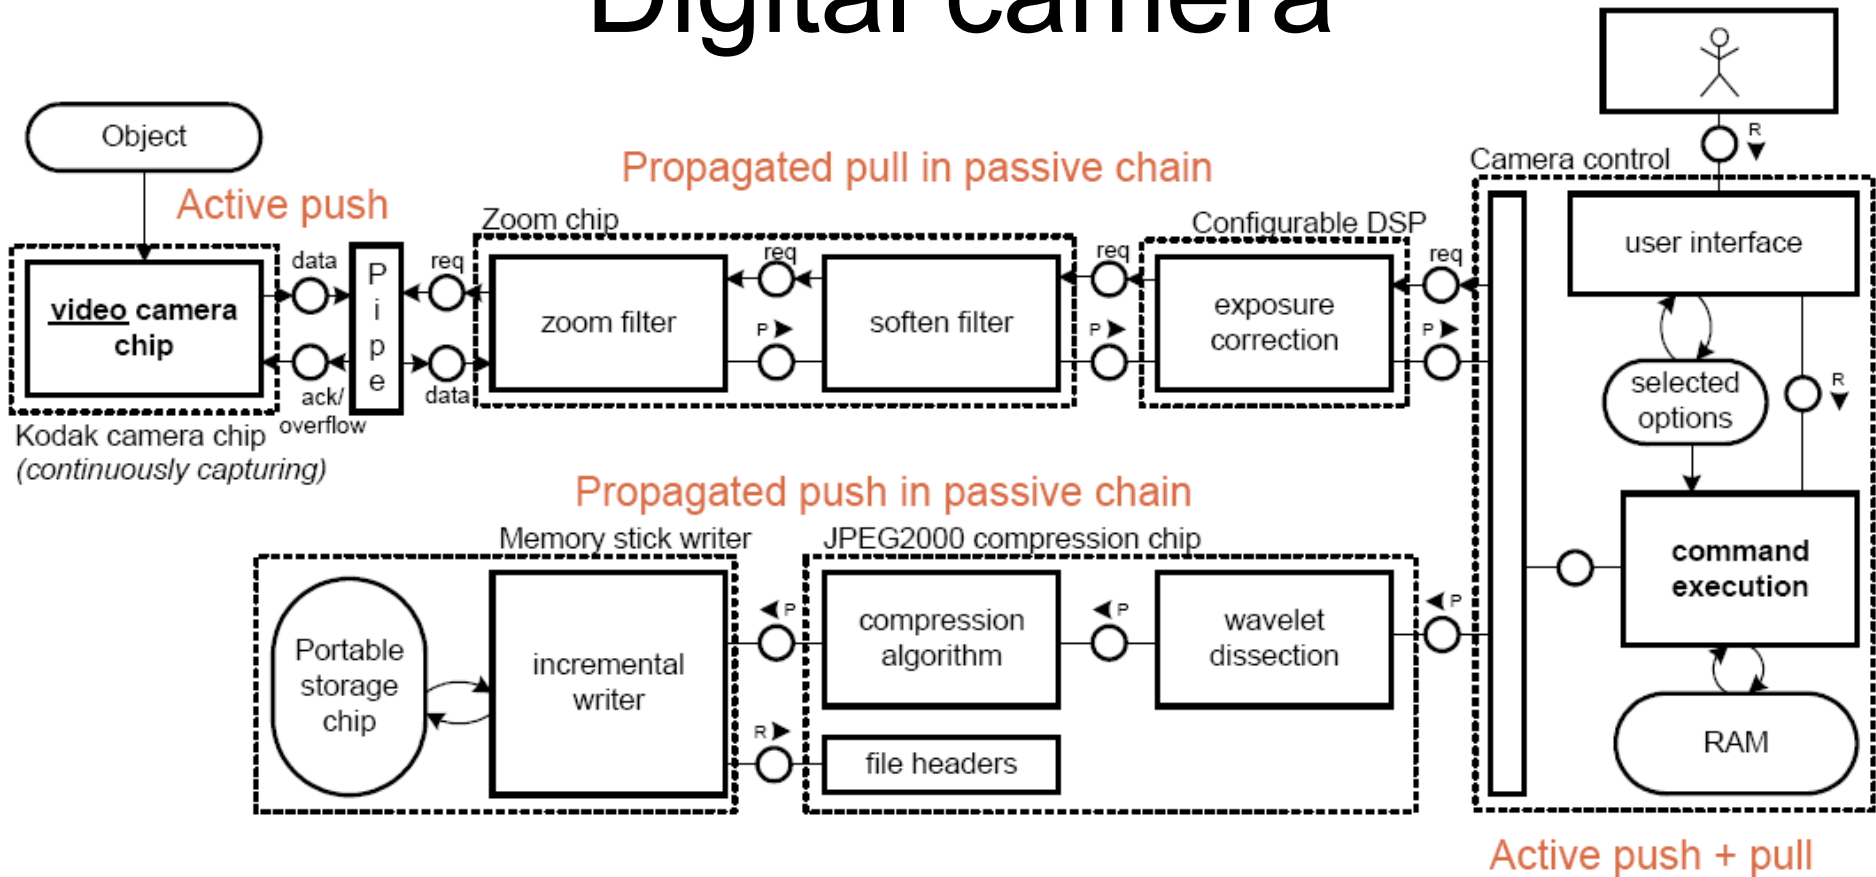 Digital camera
Object
Active push
Propagated pull in passive chain
R
Camera control
Zoom chip
Configurable DSP
video camera
chip
data
ack/
overflow
Pipe
req
data
zoom filter
req
P
soften filter
req
P
exposure
correction
req
P
user interface
selected
options
R
Kodak camera chip
(continuously capturing)
Propagated push in passive chain
Memory stick writer
JPEG2000 compression chip
Portable
storage
chip
incremental
writer
P
R
compression
algorithm
file headers
P
wavelet
dissection
P
command
execution
RAM
Active push + pull